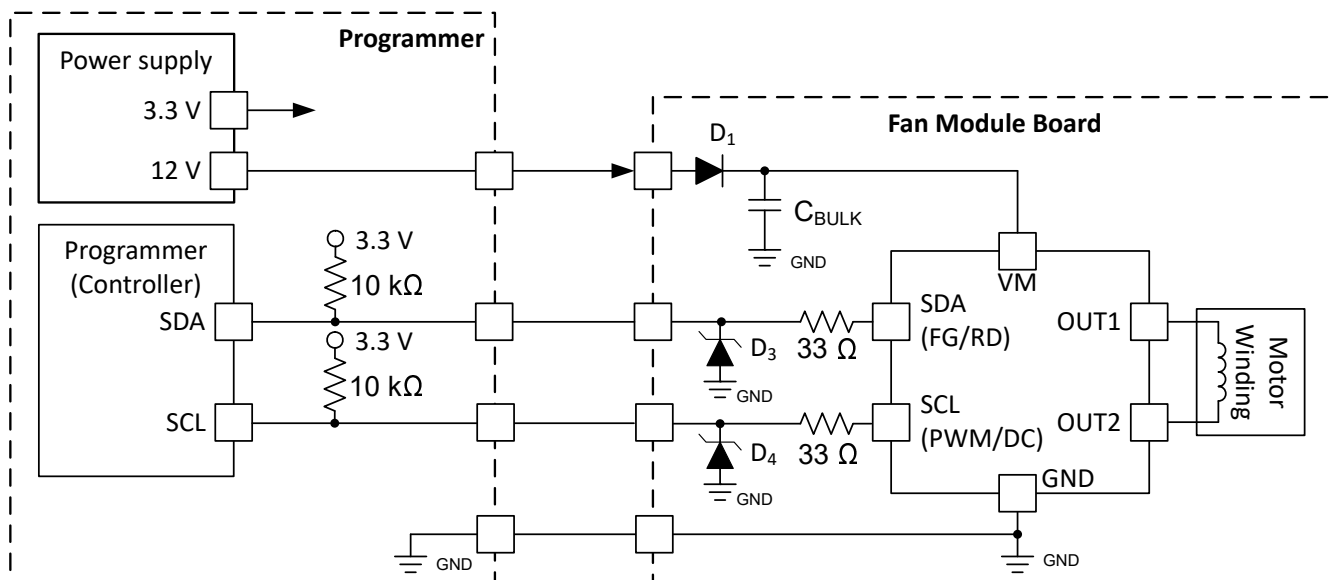 Programmer
Power supply
3.3 V
12 V
Fan Module Board
D1
CBULK
GND
Programmer
(Controller)
SDA
SCL
3.3 V
10 kΩ
3.3 V
10 kΩ
D3
GND
33 Ω
D4
GND
33 Ω
VM
SDA
(FG/RD)
SCL
(PWM/DC)
OUT1
OUT2
GND
Motor
Winding
GND
GND